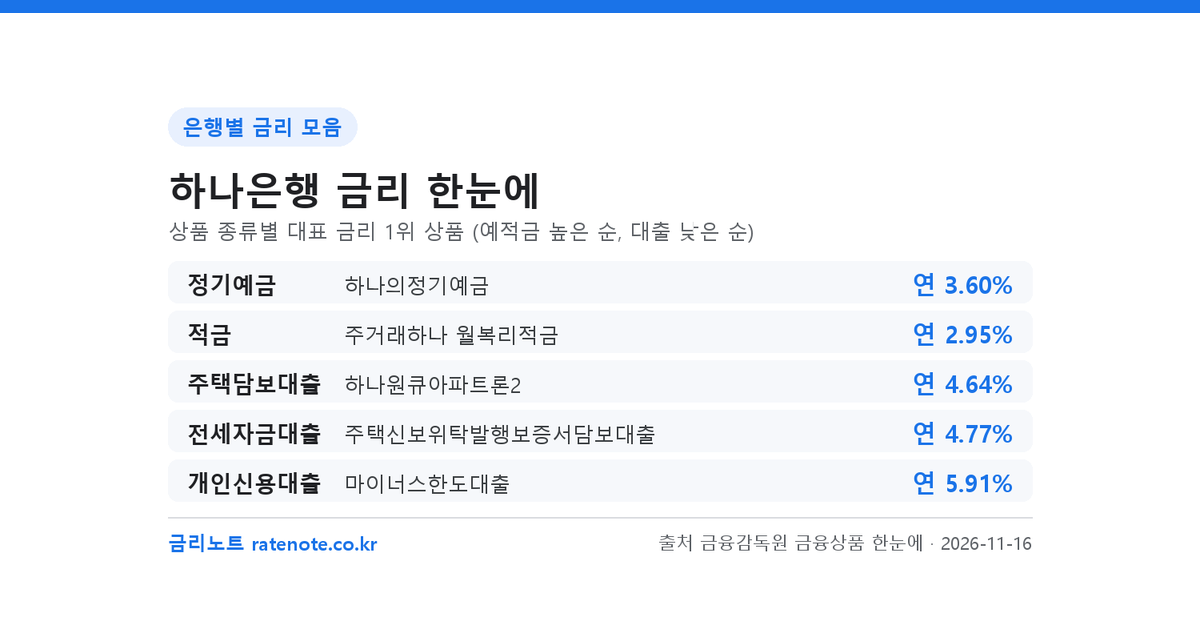 은행별 금리 모음
하나은행 금리 한눈에
상품 종류별 대표 금리 1위 상품 (예적금 높은 순, 대출 낮은 순)
정기예금 하나의정기예금 연 3.60%
적금 주거래하나 월복리적금 연 2.95%
주택담보대출 하나원큐아파트론2 연 4.64%
전세자금대출 주택신보위탁발행보증서담보대출 연 4.77%
개인신용대출 마이너스한도대출 연 5.91%
금리노트 ratenote.co.kr 출처 금융감독원 금융상품 한눈에 · 2026-11-16